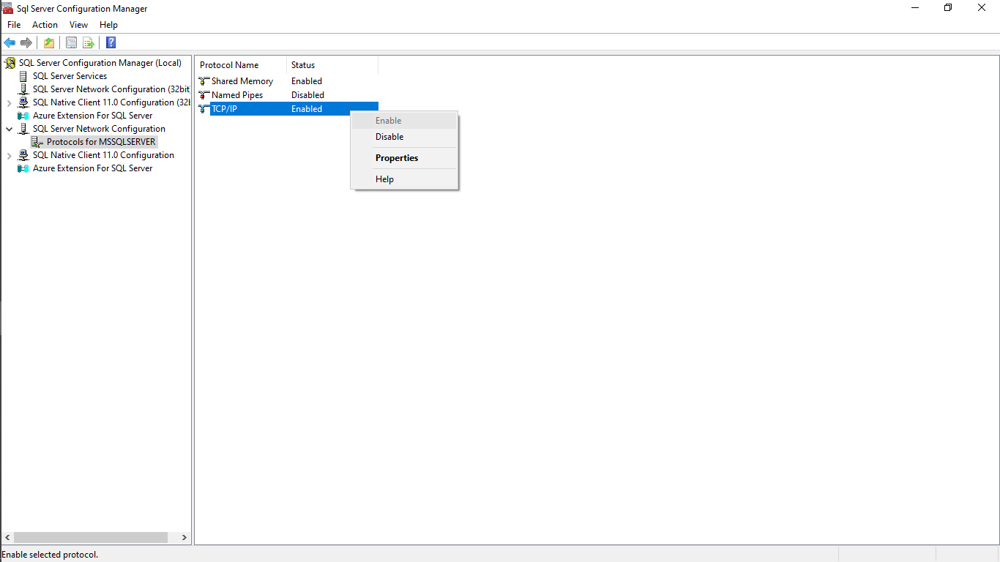 Sql Server Configuration Manager
File Action View Help
SQL Server Configuration Manager (Local)
SQL Server Services
SQL Server Network Configuration (32bit
SQL Native Client 11.0 Configuration (32b
Azure Extension For SQL Server
SQL Server Network Configuration
Protocols for MSSQLSERVER
SQL Native Client 11.0 Configuration
Azure Extension For SQL Server
Protocol Name Status
Shared Memory Enabled
Named Pipes Disabled
TCP/IP Enabled
Enable
Disable
Properties
Help
Enable selected protocol.